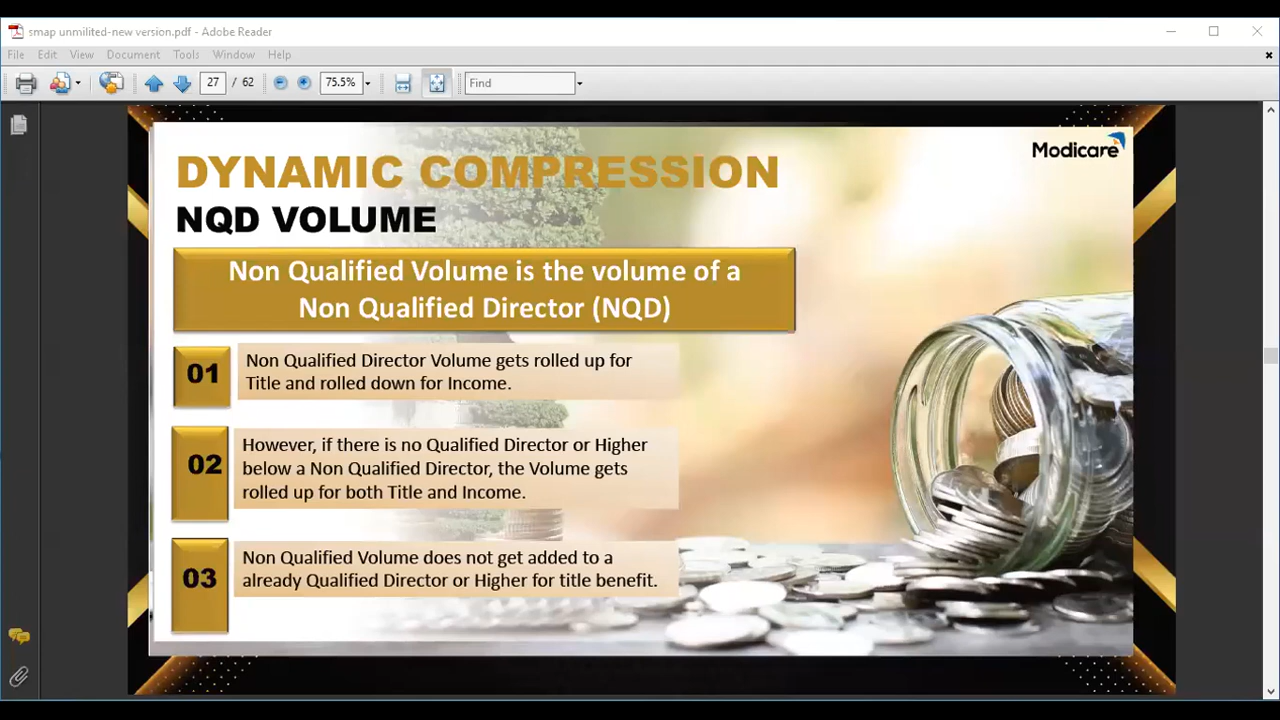 smap unmilited-new version.pdf - Adobe Reader
File Edit View Document Tools Window Help
27 / 62 75.5% Find
Modicare
DYNAMIC COMPRESSION
NQD VOLUME
Non Qualified Volume is the volume of a
Non Qualified Director (NQD)
01
Non Qualified Director Volume gets rolled up for
Title and rolled down for Income.
02
However, if there is no Qualified Director or Higher
below a Non Qualified Director, the Volume gets
rolled up for both Title and Income.
03
Non Qualified Volume does not get added to a
already Qualified Director or Higher for title benefit.